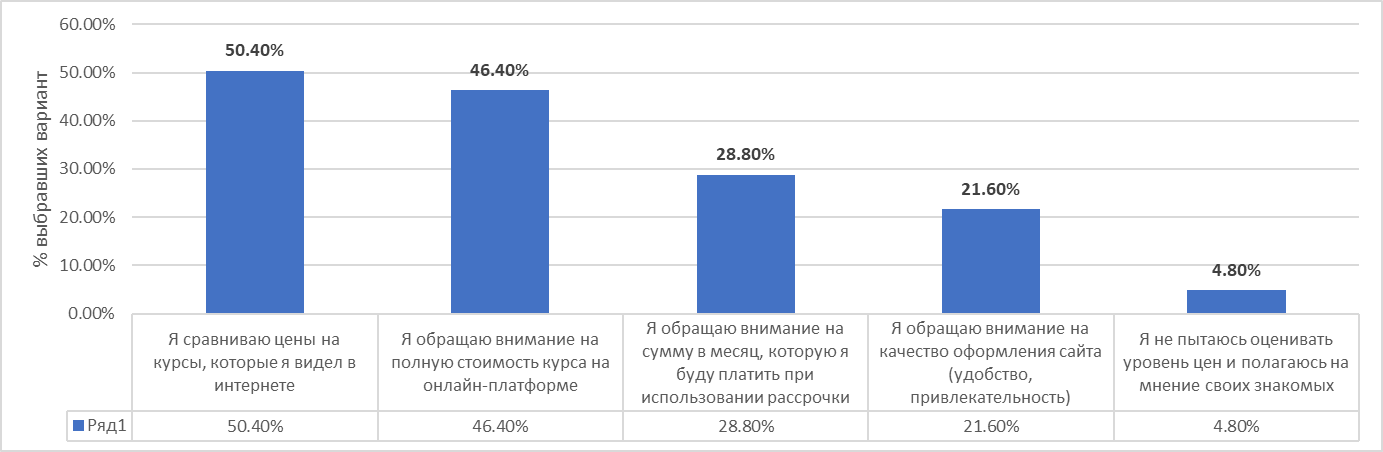 60.00%
50.00%
40.00%
30.00%
20.00%
10.00%
0.00%
% выбравших вариант
50.40%
46.40%
28.80%
21.60%
4.80%
Я сравниваю цены на
курсы, которые я видел в
интернете
Я обращаю внимание на
полную стоимость курса на
онлайн-платформе
Я обращаю внимание на
сумму в месяц, которую я
буду платить при
использовании рассрочки
Я обращаю внимание на
качество оформления сайта
(удобство,
привлекательность)
Я не пытаюсь оценивать
уровень цен и полагаюсь на
мнение своих знакомых
Ряд1
50.40%
46.40%
28.80%
21.60%
4.80%